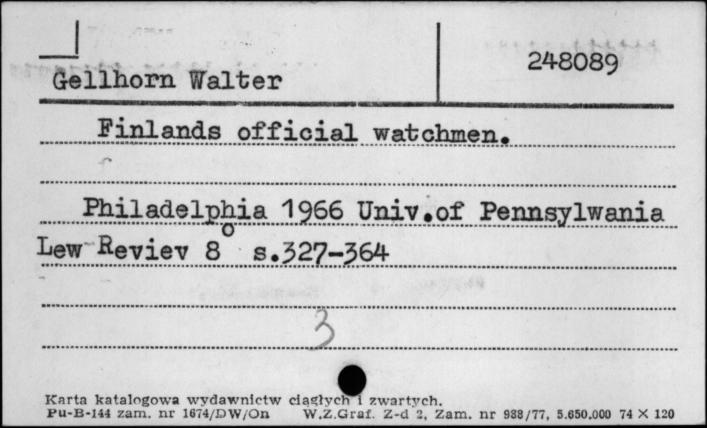 248089
Gellhorn Walter
Finlands official watchmen.
Philadelphia 1966 Univ.of Pennsylwania
Lew Reviev 8° s.327-364
3
Karta katalogowa wydawnictw ciągłych i zwartych.
Pu-B-144 zam. nr 1674/DW/On W.Z.Graf. Z-d 2, Zam. nr 988/77, 5.650.000 74 X 120